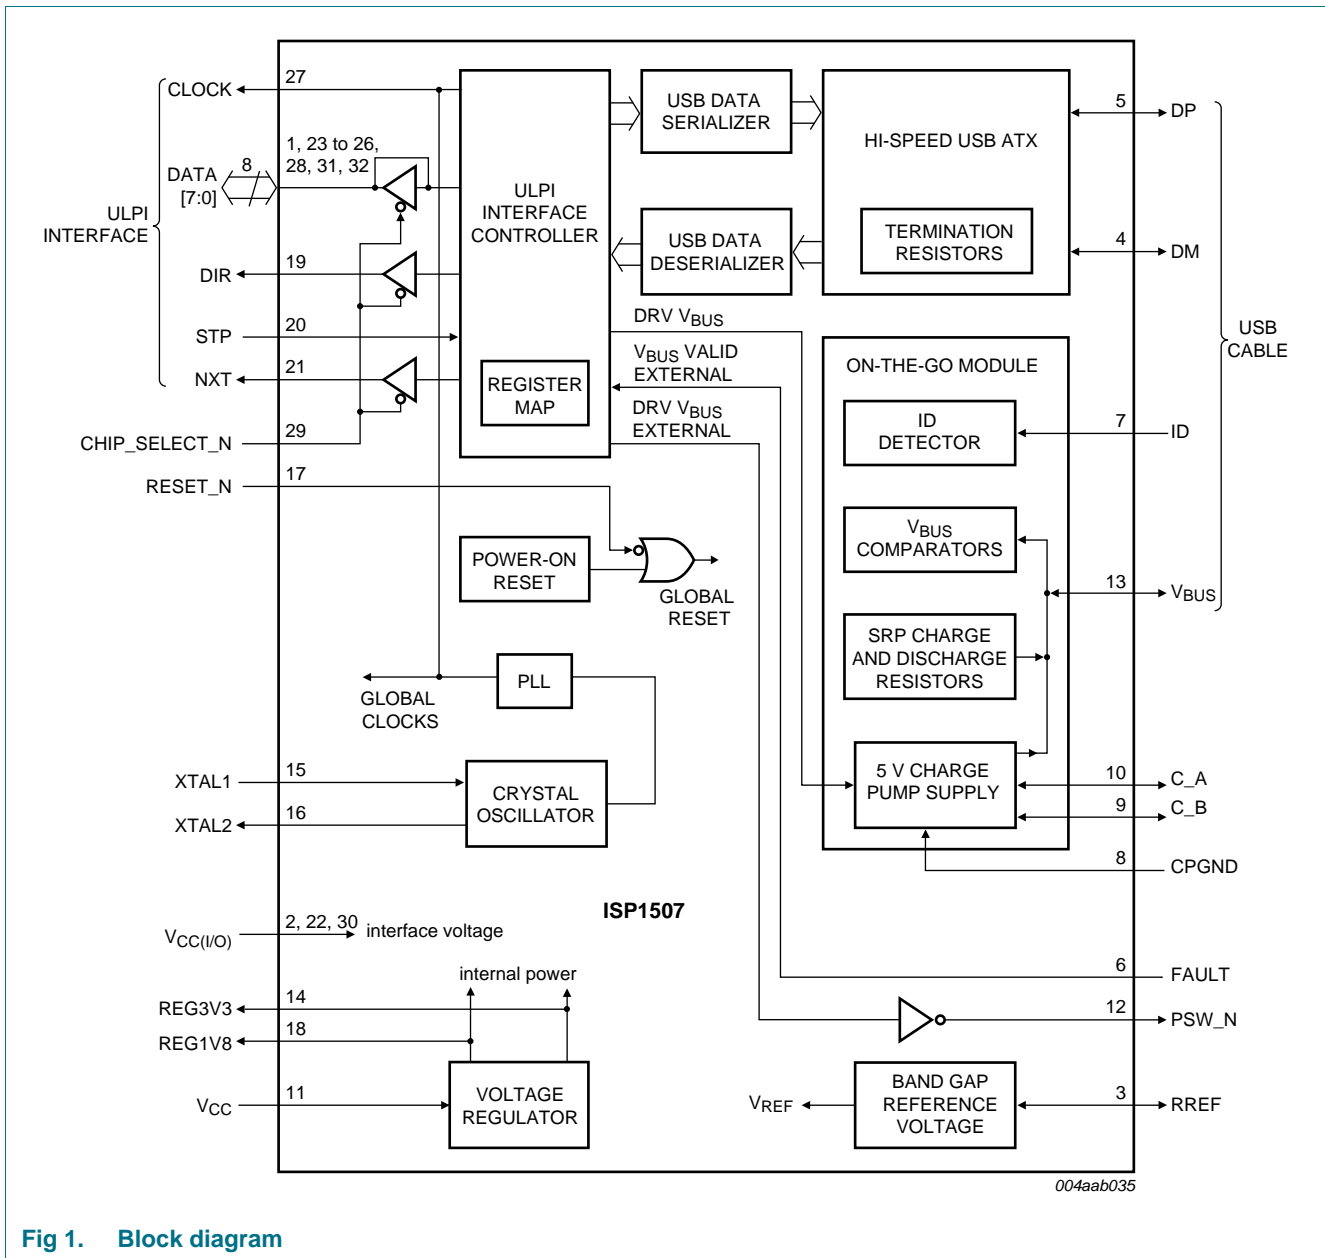 CLOCK
27
1, 23 to 26,
28, 31, 32
DATA
[7:0]
8
ULPI
INTERFACE
DIR
19
STP
20
NXT
21
CHIP_SELECT_N
29
RESET_N
17
ULPI
INTERFACE
CONTROLLER
REGISTER
MAP
USB DATA
SERIALIZER
USB DATA
DESERIALIZER
HI-SPEED USB ATX
TERMINATION
RESISTORS
5
DP
4
DM
USB
CABLE
DRV VBUS
VBUS VALID
EXTERNAL
DRV VBUS
EXTERNAL
ON-THE-GO MODULE
ID
DETECTOR
7
ID
VBUS
COMPARATORS
13
VBUS
SRP CHARGE
AND DISCHARGE
RESISTORS
5 V CHARGE
PUMP SUPPLY
10
C_A
9
C_B
8
CPGND
POWER-ON
RESET
GLOBAL
RESET
PLL
GLOBAL
CLOCKS
XTAL1
15
XTAL2
16
CRYSTAL
OSCILLATOR
ISP1507
VCC(I/O)
2, 22, 30
interface voltage
internal power
REG3V3
14
REG1V8
18
VCC
11
VOLTAGE
REGULATOR
6
FAULT
12
PSW_N
VREF
BAND GAP
REFERENCE
VOLTAGE
3
RREF
004aab035
Fig 1. Block diagram